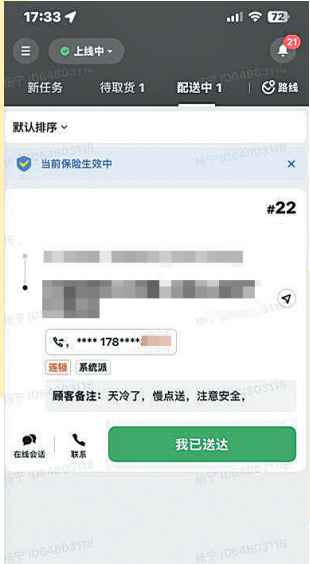 17:33
72
上线中
21
新任务
待取货 1
配送中 1
路线
默认排序
当前保险生效中
#22
, **** 178****
连锁
系统派
顾客备注：天冷了，慢点送，注意安全，
在线会话
联系
我已送达
杨宁 ID64803118